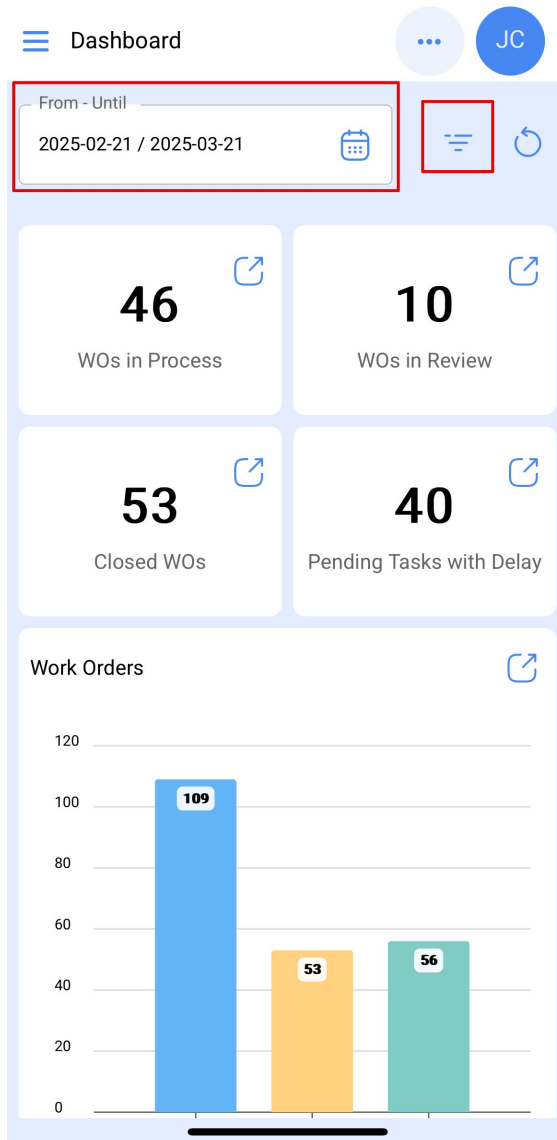 Dashboard
JC
From - Until
2025-02-21 / 2025-03-21
46
WOs in Process
10
WOs in Review
53
Closed WOs
40
Pending Tasks with Delay
Work Orders
120
100
80
60
40
20
0
109
53
56